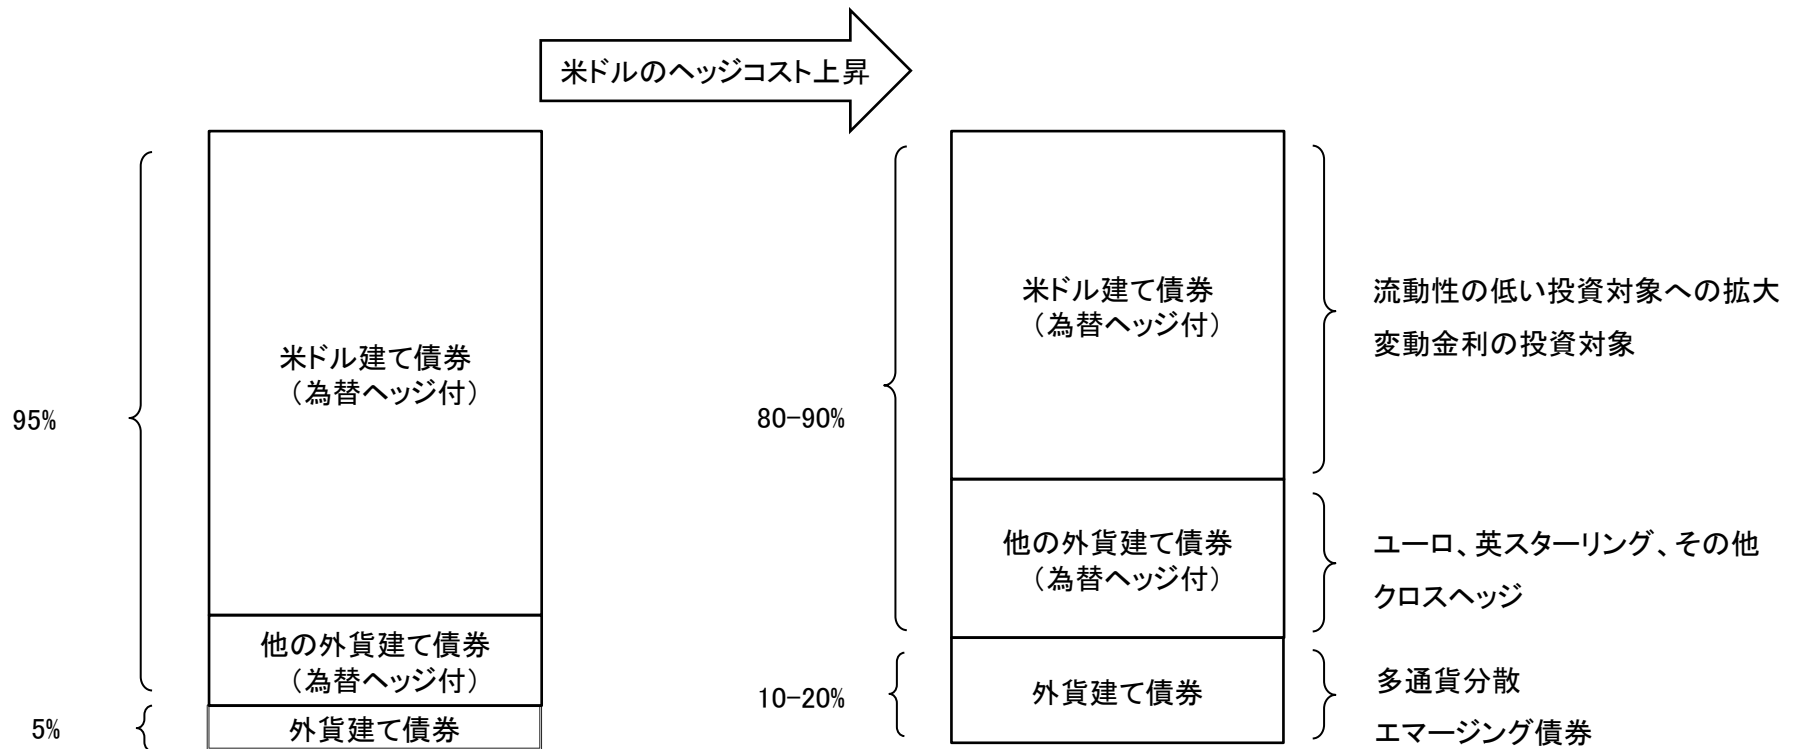 米ドルのヘッジコスト上昇
95%
米ドル建て債券
（為替ヘッジ付）
他の外貨建て債券
（為替ヘッジ付）
5%
外貨建て債券
80-90%
米ドル建て債券
（為替ヘッジ付）
流動性の低い投資対象への拡大
変動金利の投資対象
他の外貨建て債券
（為替ヘッジ付）
ユーロ、英スターリング、その他
クロスヘッジ
10-20%
外貨建て債券
多通貨分散
エマージング債券